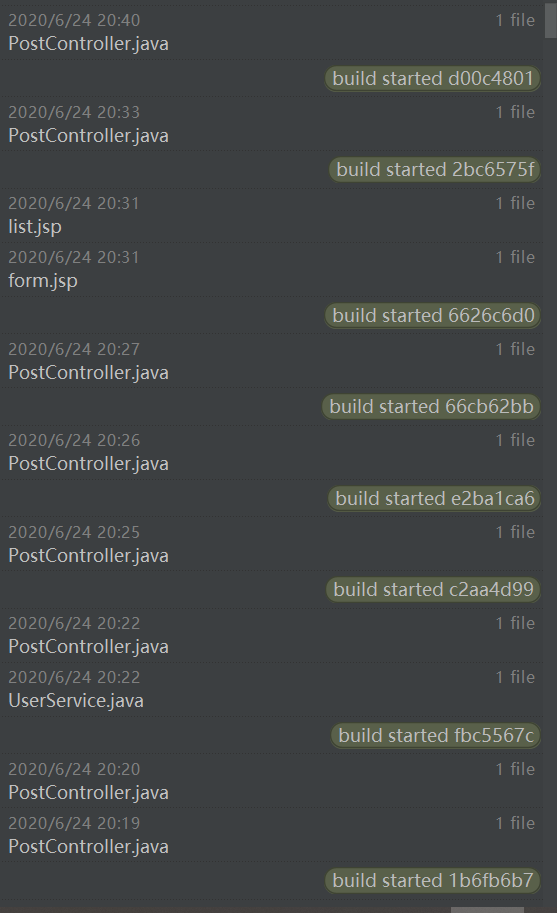 2020/6/24 20:40 1 file
PostController.java
build started d00c4801
2020/6/24 20:33 1 file
PostController.java
build started 2bc6575f
2020/6/24 20:31 1 file
list.jsp
2020/6/24 20:31 1 file
form.jsp
build started 6626c6d0
2020/6/24 20:27 1 file
PostController.java
build started 66cb62bb
2020/6/24 20:26 1 file
PostController.java
build started e2ba1ca6
2020/6/24 20:25 1 file
PostController.java
build started c2aa4d99
2020/6/24 20:22 1 file
PostController.java
2020/6/24 20:22 1 file
UserService.java
build started fbc5567c
2020/6/24 20:20 1 file
PostController.java
2020/6/24 20:19 1 file
PostController.java
build started 1b6fb6b7